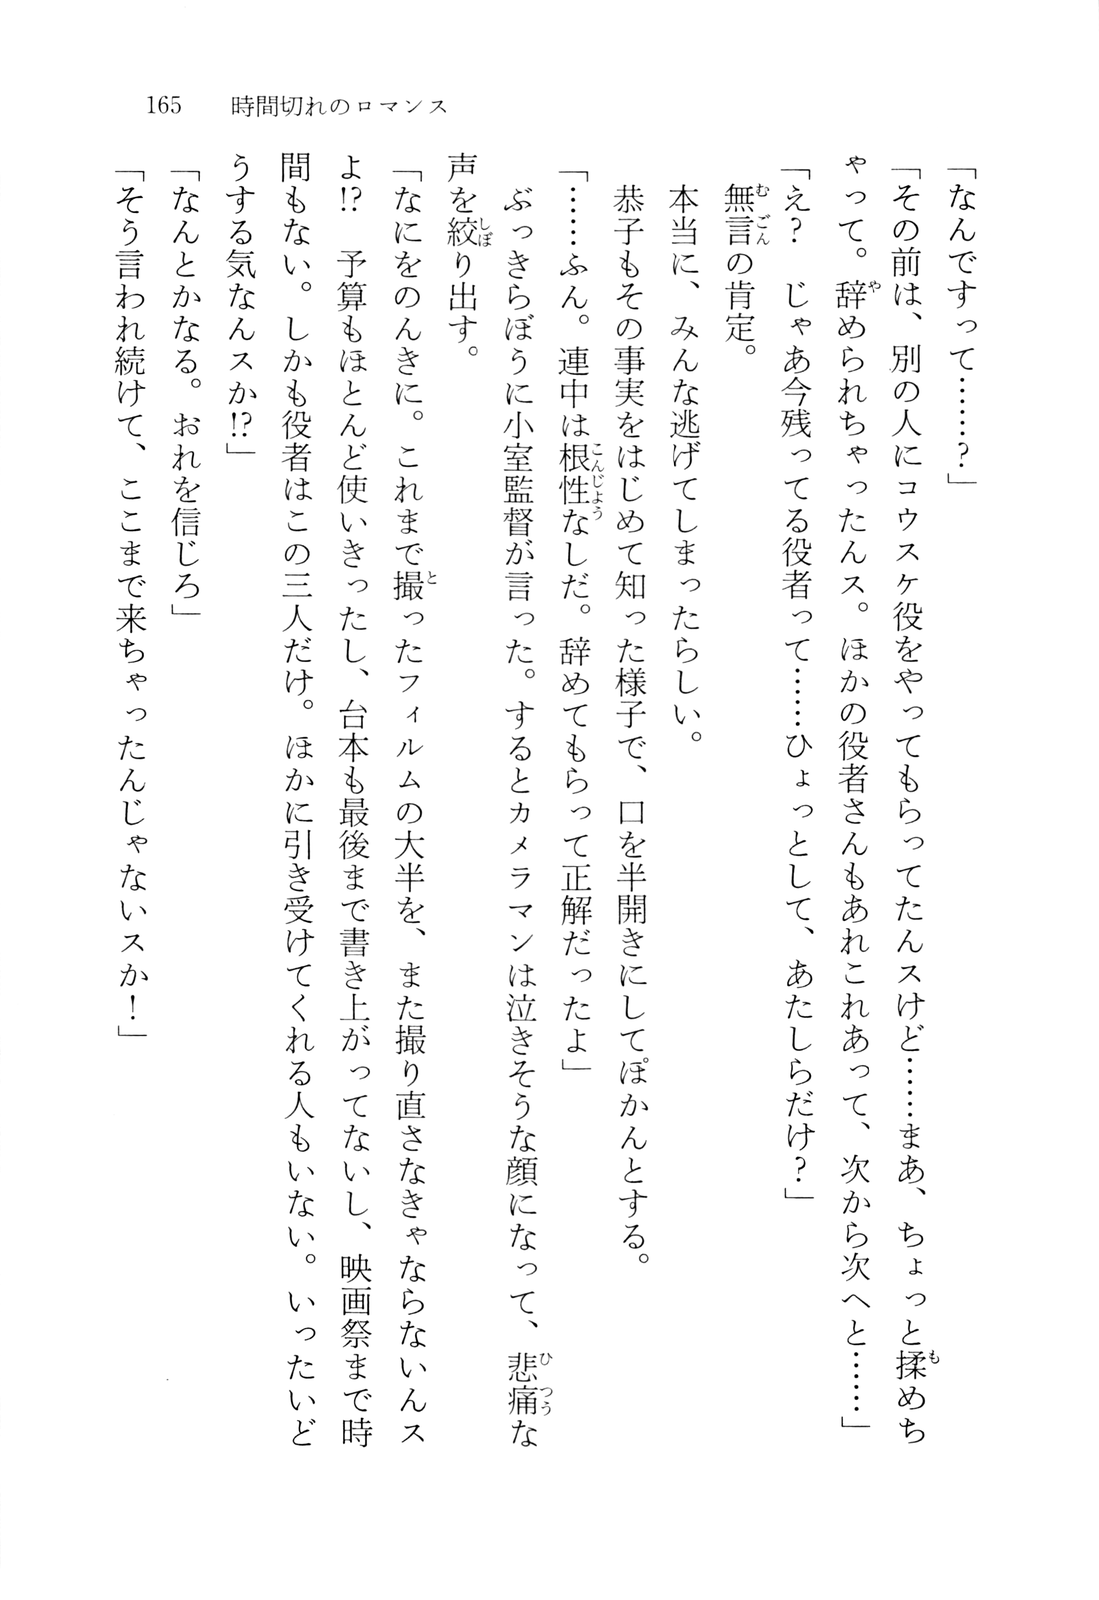 165　時間切れのロマンス
「なんですって……？」
「その前は、別の人にコウスケ役をやってもらってたんスけど……まあ、ちょっと揉めち
ゃって。辞められちゃったんス。ほかの役者さんもあれこれあって、次から次へと……」
「え？　じゃあ今残ってる役者って……ひょっとして、あたしらだけ？」
　無言の肯定。
　本当に、みんな逃げてしまったらしい。
　恭子もその事実をはじめて知った様子で、口を半開きにしてぽかんとする。
「……ふん。連中は根性なしだ。辞めてもらって正解だったよ」
　ぶっきらぼうに小室監督が言った。するとカメラマンは泣きそうな顔になって、悲痛な
声を絞り出す。
「なにをのんきに。これまで撮ったフィルムの大半を、また撮り直さなきゃならないんス
よ!?　予算もほとんど使いきったし、台本も最後まで書き上がってないし、映画祭まで時
間もない。しかも役者はこの三人だけ。ほかに引き受けてくれる人もいない。いったいど
うする気なんスか!?」
「なんとかなる。おれを信じろ」
「そう言われ続けて、ここまで来ちゃったんじゃないスか！」